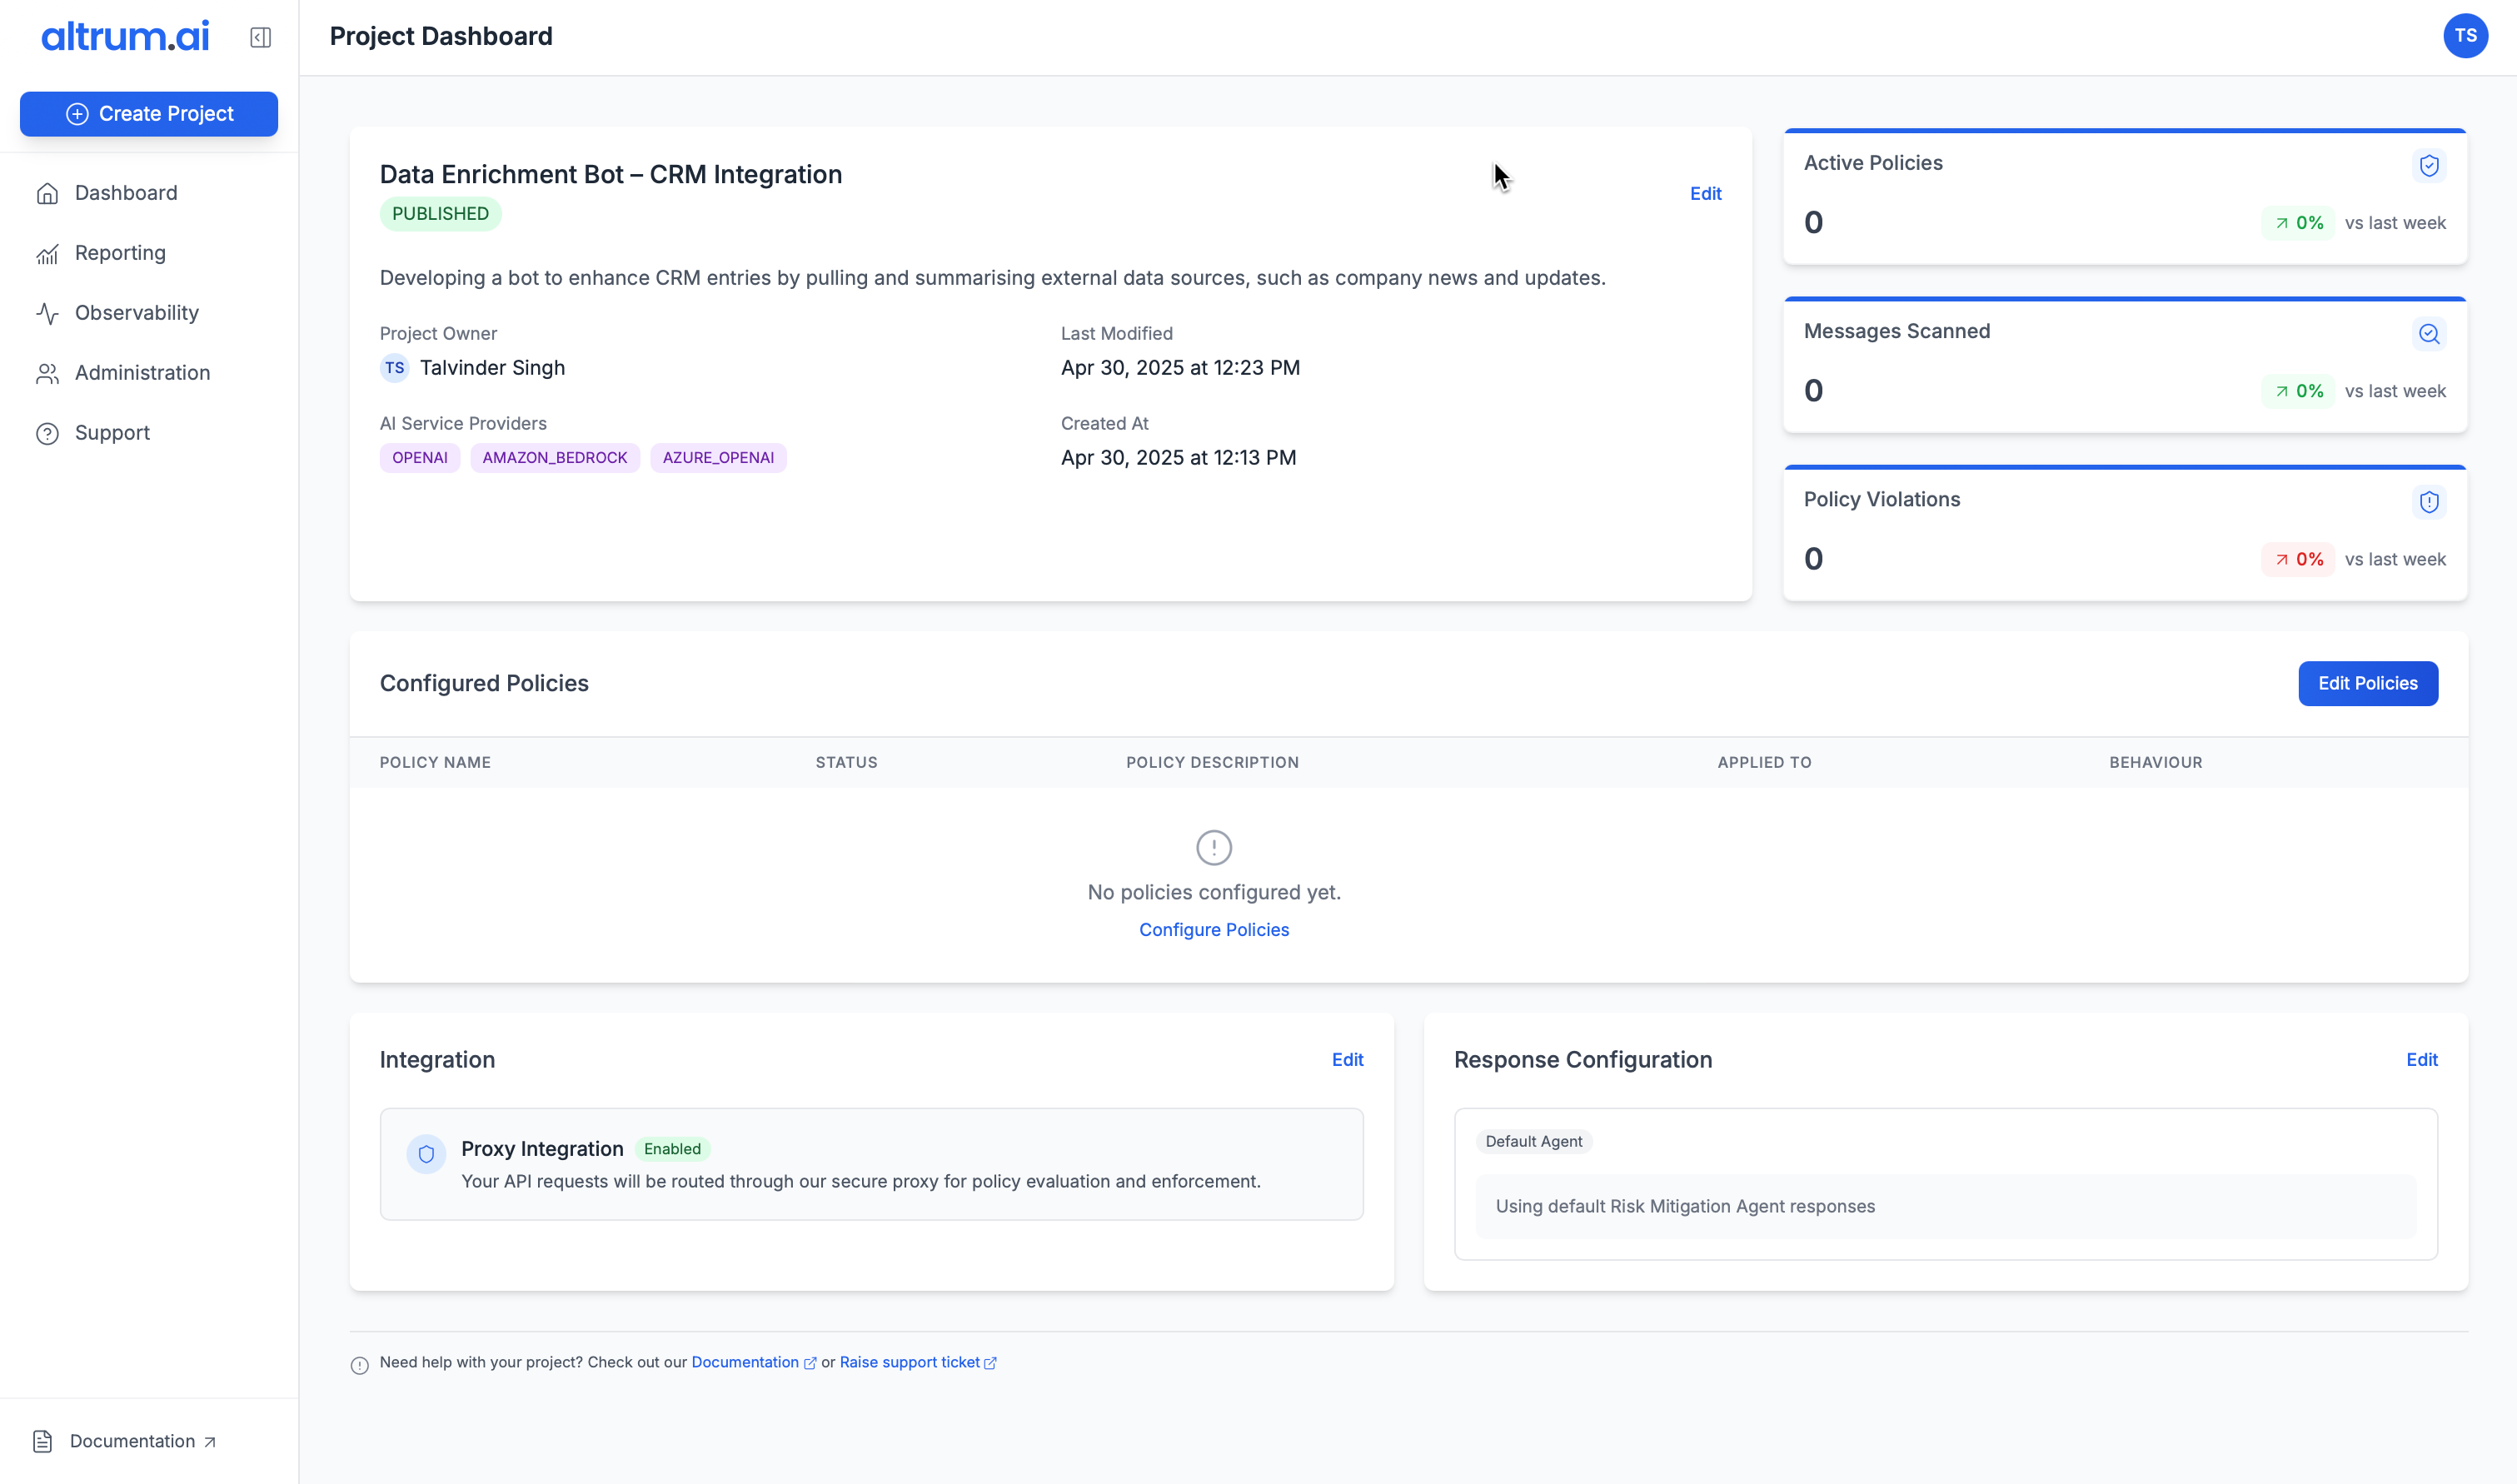 altrum.ai
Create Project
Dashboard
Reporting
Observability
Administration
Support
Documentation
Project Dashboard
TS
Data Enrichment Bot – CRM Integration
PUBLISHED
Edit
Developing a bot to enhance CRM entries by pulling and summarising external data sources, such as company news and updates.
Project Owner
TS Talvinder Singh
Last Modified
Apr 30, 2025 at 12:23 PM
AI Service Providers
OPENAI AMAZON_BEDROCK AZURE_OPENAI
Created At
Apr 30, 2025 at 12:13 PM
Active Policies
0 0% vs last week
Messages Scanned
0 0% vs last week
Policy Violations
0 0% vs last week
Configured Policies
Edit Policies
POLICY NAME STATUS POLICY DESCRIPTION APPLIED TO BEHAVIOUR
No policies configured yet.
Configure Policies
Integration
Edit
Proxy Integration Enabled
Your API requests will be routed through our secure proxy for policy evaluation and enforcement.
Response Configuration
Edit
Default Agent
Using default Risk Mitigation Agent responses
Need help with your project? Check out our Documentation or Raise support ticket